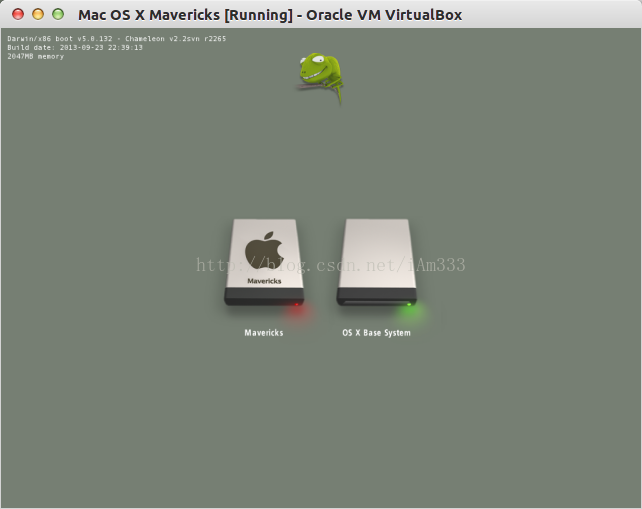 Mac OS X Mavericks [Running] - Oracle VM VirtualBox
Darwin/x86 boot v5.0.132 - Chameleon v2.2svn r2265
Build date: 2013-09-23 22:39:13
2047MB memory
http://blog.csdn.net/iAm333
Mavericks
Mavericks
OS X Base System